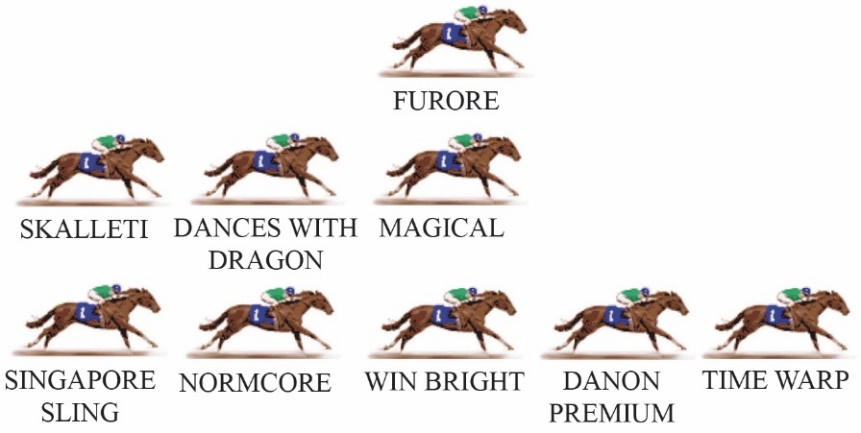 FURORE
SKALLETI
DANCES WITH
DRAGON
MAGICAL
SINGAPORE
SLING
NORMCORE
WIN BRIGHT
DANON
PREMIUM
TIME WARP